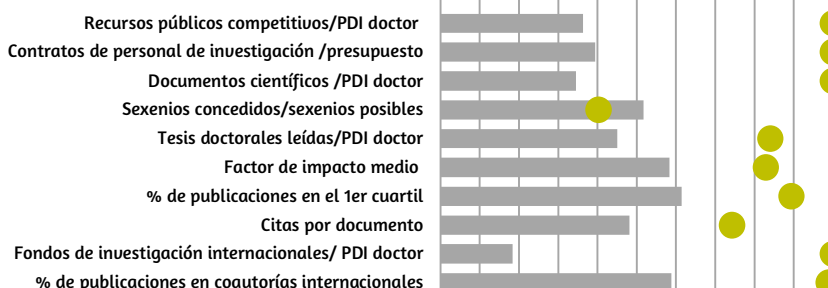 Recursos públicos competitivos/PDI doctor
Contratos de personal de investigación /presupuesto
Documentos científicos /PDI doctor
Sexenios concedidos/sexenios posibles
Tesis doctorales leídas/PDI doctor
Factor de impacto medio
% de publicaciones en el 1er cuartil
Citas por documento
Fondos de investigación internacionales/ PDI doctor
% de publicaciones en coautorías internacionales